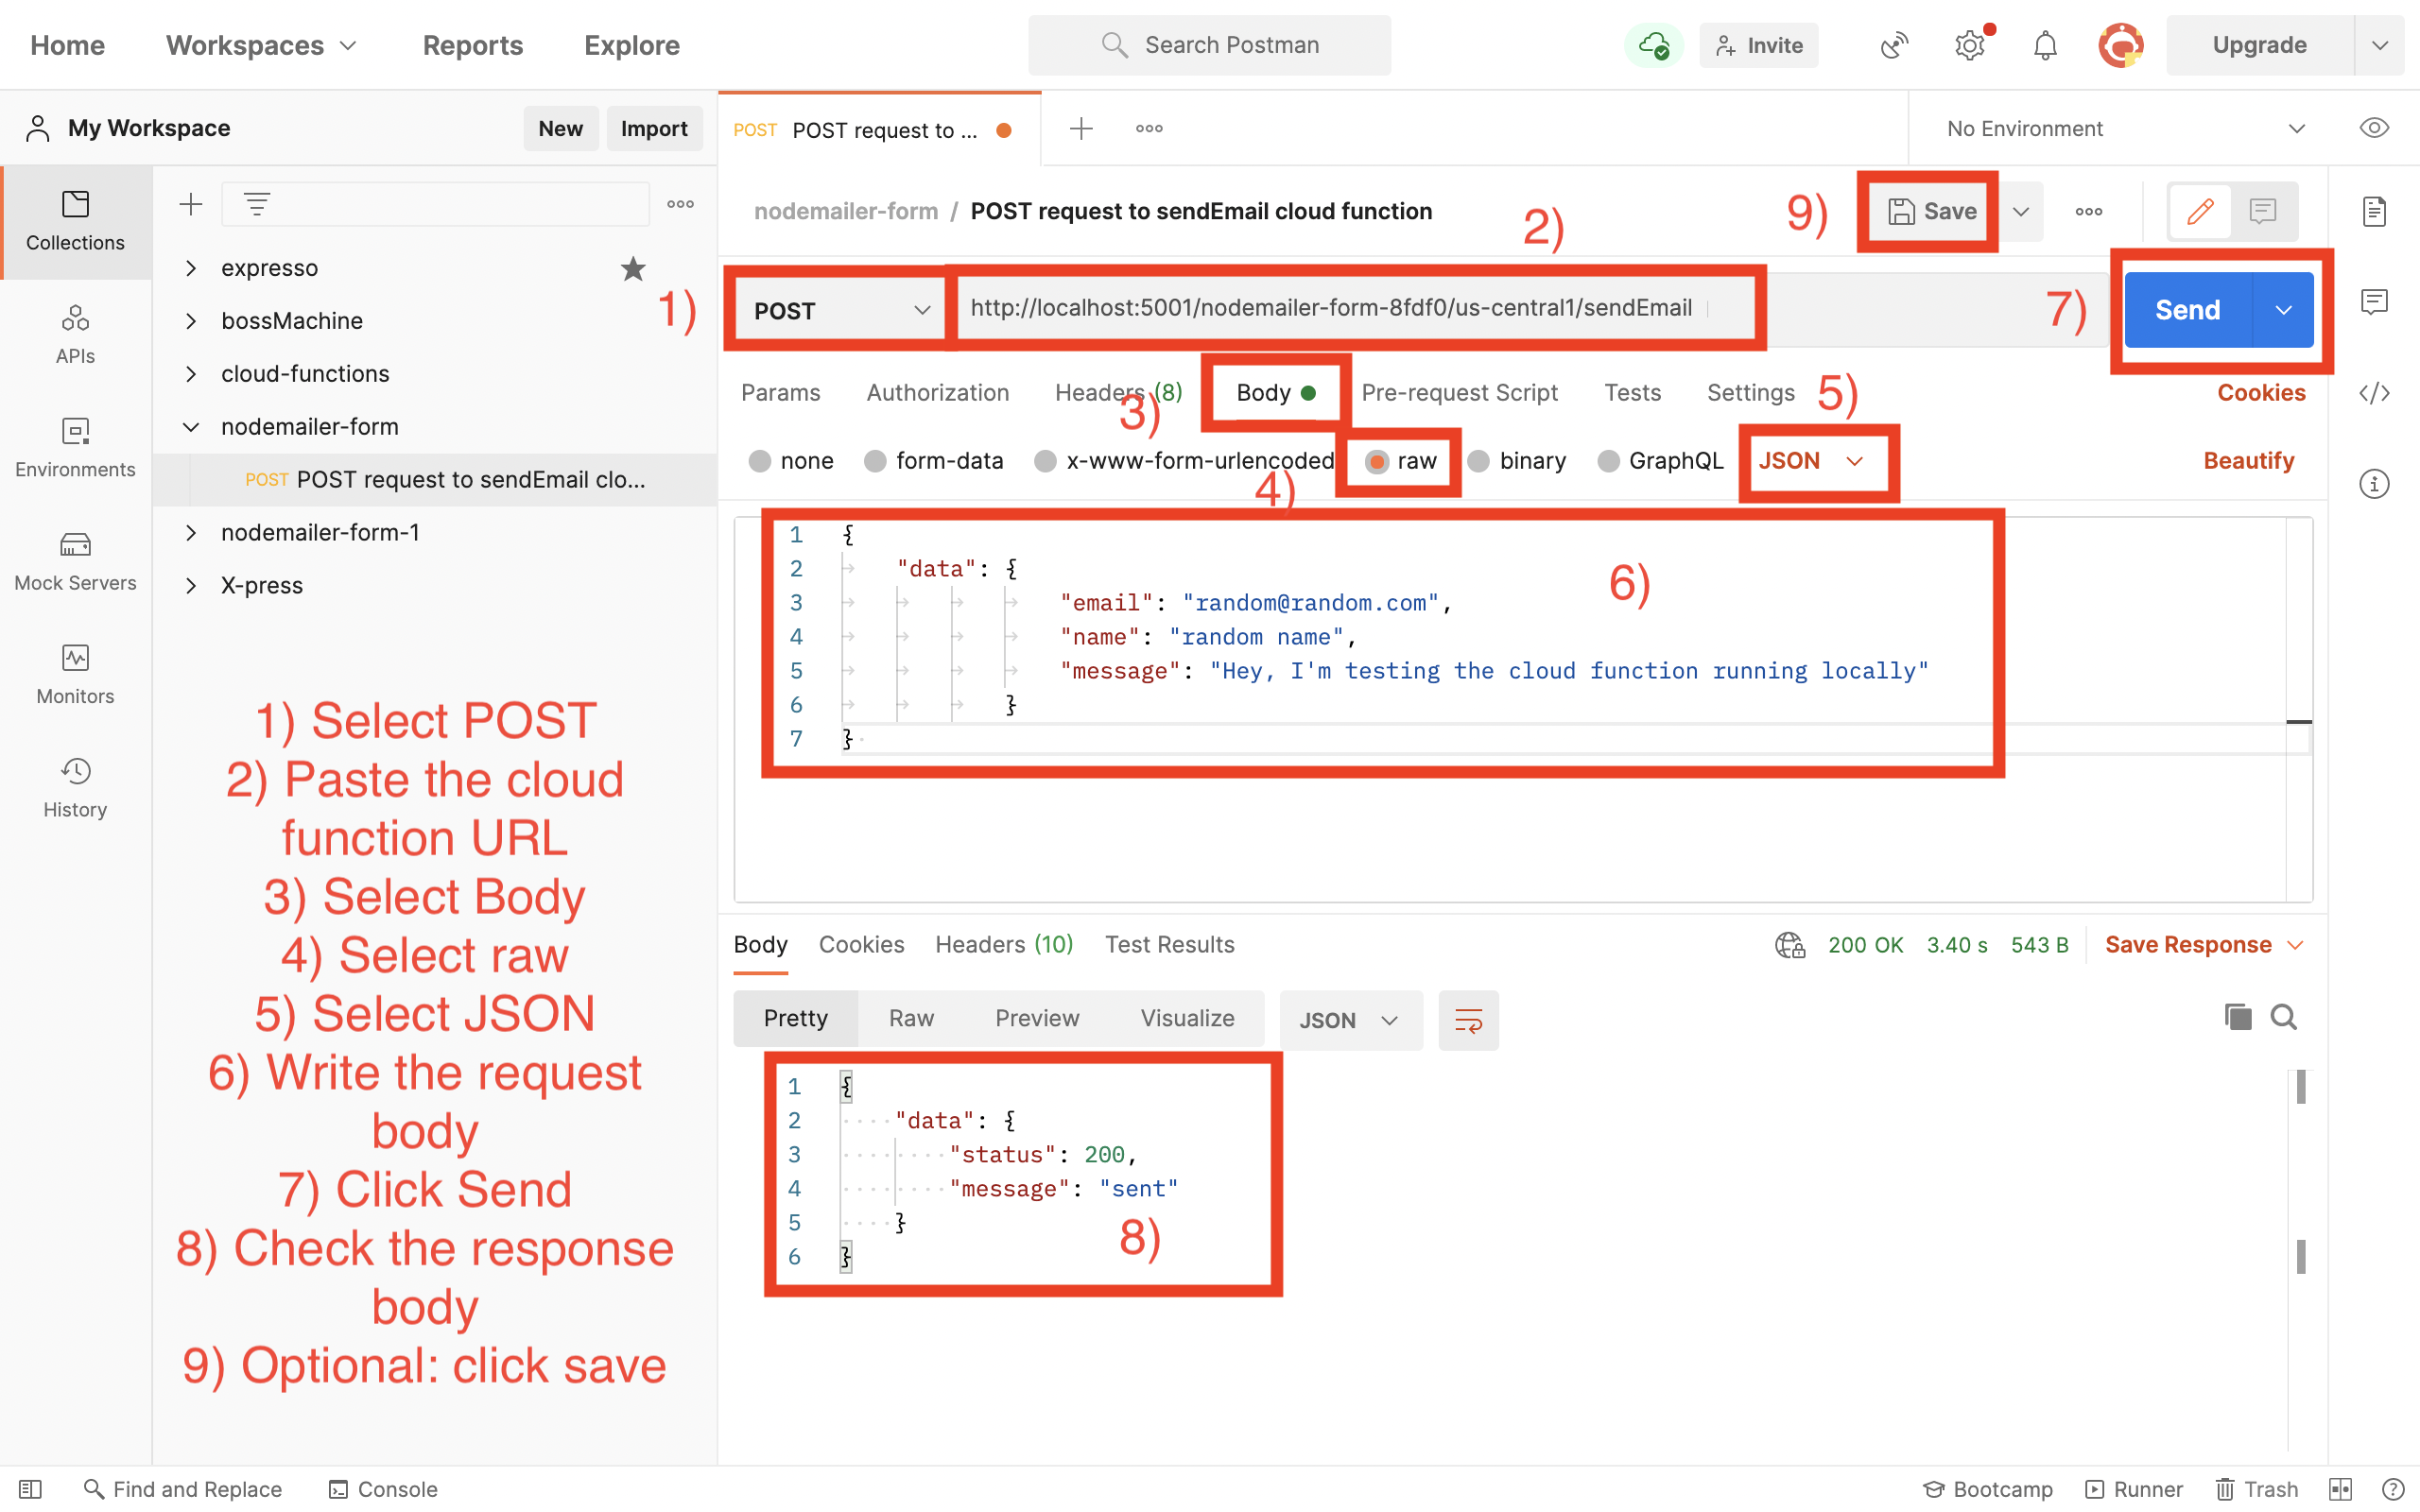 Home Workspaces Reports Explore Search Postman Invite Upgrade
My Workspace New Import POST POST request to ... No Environment
Collections
APIs
Environments
Mock Servers
Monitors
History
expresso
bossMachine
cloud-functions
nodemailer-form
POST POST request to sendEmail clo...
nodemailer-form-1
X-press
1) Select POST
2) Paste the cloud
function URL
3) Select Body
4) Select raw
5) Select JSON
6) Write the request
body
7) Click Send
8) Check the response
body
9) Optional: click save
nodemailer-form / POST request to sendEmail cloud function 2) 9) Save
1) POST http://localhost:5001/nodemailer-form-8fdf0/us-central1/sendEmail 7) Send
Params Authorization Headers (8) 3) Body Pre-request Script Tests Settings 5) Cookies
none form-data x-www-form-urlencoded 4) raw binary GraphQL JSON Beautify
1 {
2 "data": {
3 "email": "random@random.com",
4 "name": "random name",
5 "message": "Hey, I'm testing the cloud function running locally"
6 }
7 }
6)
Body Cookies Headers (10) Test Results 200 OK 3.40 s 543 B Save Response
Pretty Raw Preview Visualize JSON
1 {
2 "data": {
3 "status": 200,
4 "message": "sent"
5 }
6 }
8)
Find and Replace Console Bootcamp Runner Trash